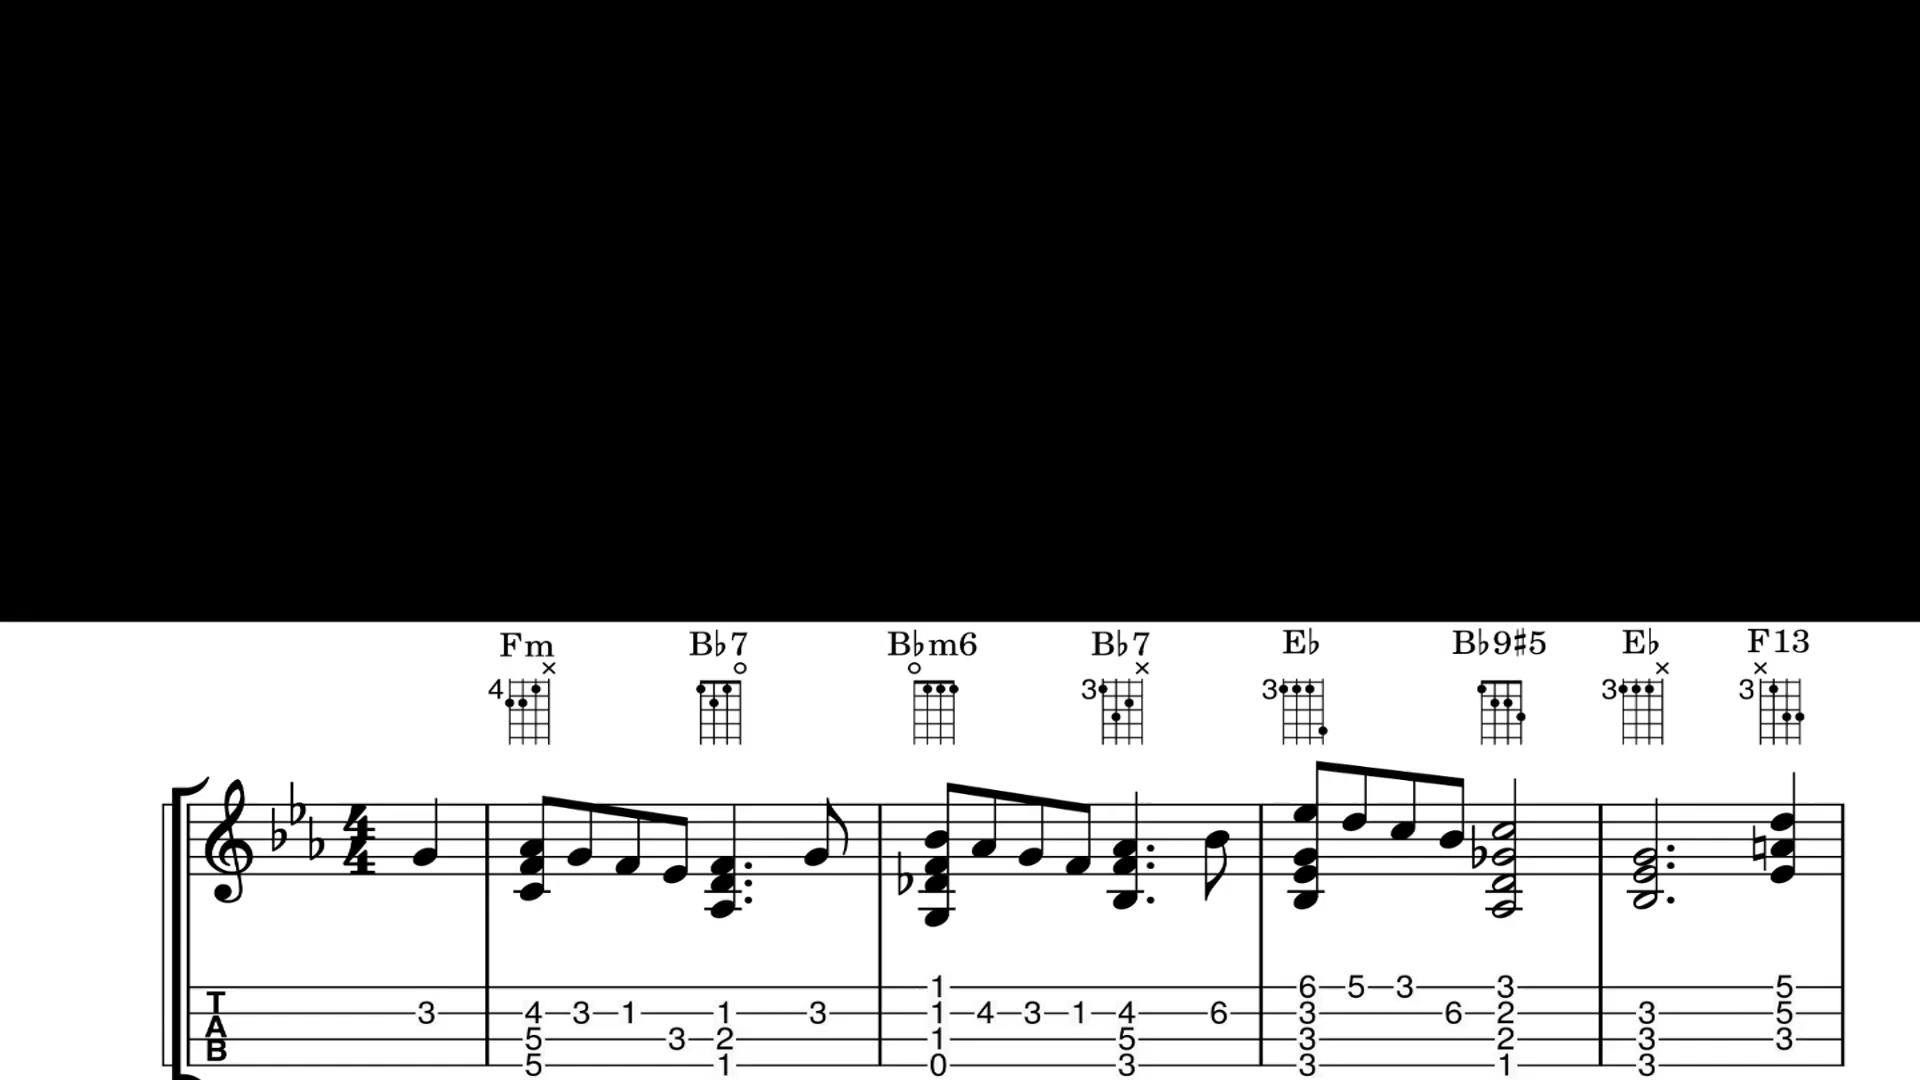 Fm B♭7 B♭m6 B♭7 E♭ B♭9♯5 E♭ F13
4 3 3 3 3
4
4
T 1 6 5 3 3 5
A 3 4 3 1 1 3 1 4 3 1 4 6 3 6 2 3 5
B 5 3 2 1 5 3 2 3 3
5 1 0 3 3 1 3